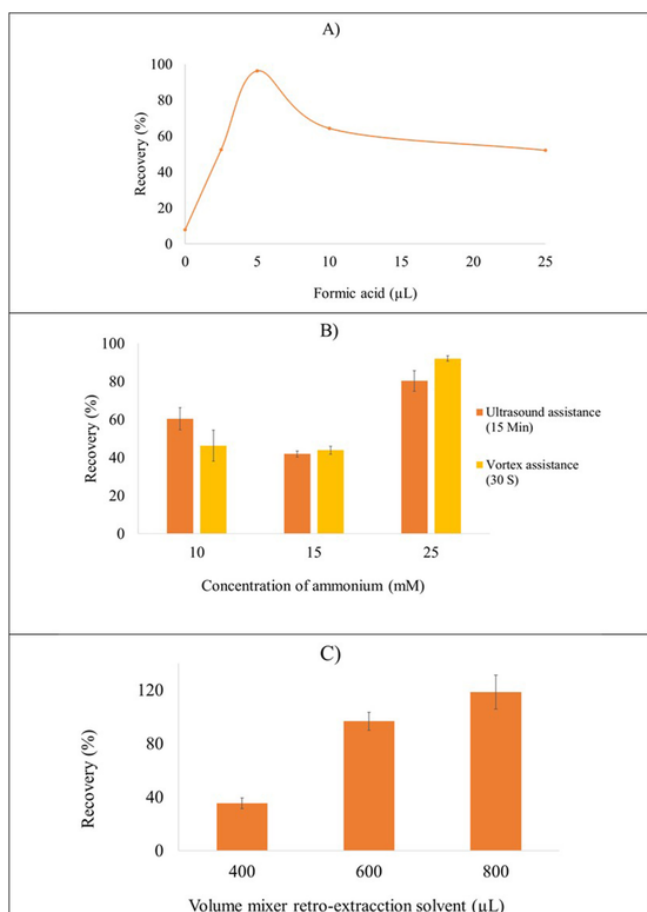 A)
100
80
60
40
20
0
Recovery (%)
0 5 10 15 20 25
Formic acid (µL)
B)
100
80
60
40
20
0
Recovery (%)
Ultrasound assistance
(15 Min)
Vortex assistance
(30 S)
10 15 25
Concentration of ammonium (mM)
C)
120
80
40
0
Recovery (%)
400 600 800
Volume mixer retro-extracction solvent (µL)